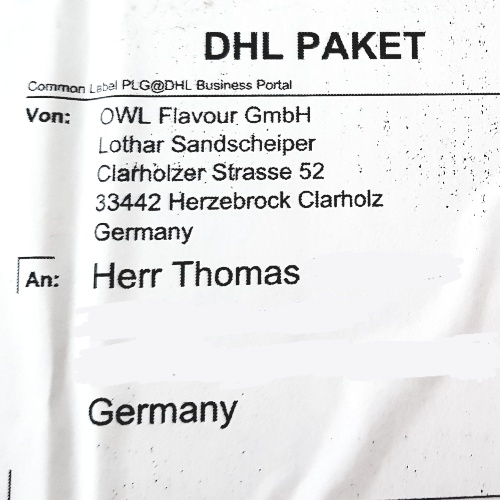 DHL PAKET
Common Label PLG@DHL Business Portal
Von: OWL Flavour GmbH
Lothar Sandscheiper
Clarholzer Strasse 52
33442 Herzebrock Clarholz
Germany
An: Herr Thomas
Germany